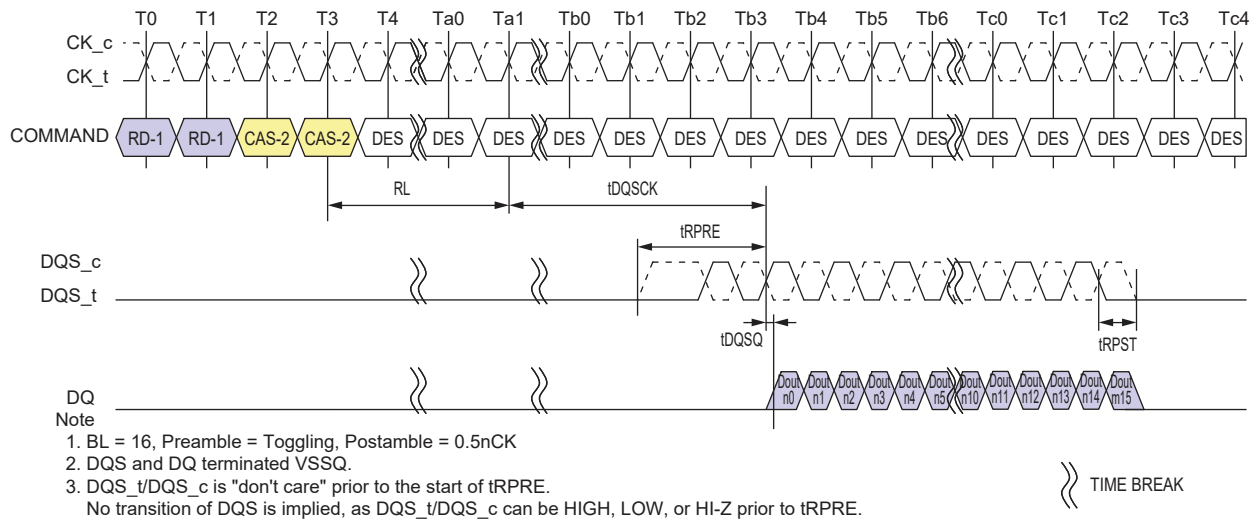 T0 T1 T2 T3 T4 Ta0 Ta1 Tb0 Tb1 Tb2 Tb3 Tb4 Tb5 Tb6 Tc0 Tc1 Tc2 Tc3 Tc4
CK_c
CK_t
COMMAND RD-1 RD-1 CAS-2 CAS-2 DES DES DES DES DES DES DES DES DES DES DES DES DES DES DES
RL tDQSCK
tRPRE
DQS_c
DQS_t
tDQSQ tRPST
Dout Dout Dout Dout Dout Dout Dout Dout Dout Dout Dout Dout
n0 n1 n2 n3 n4 n5 n10 n11 n12 n13 n14 m15
DQ
Note
1. BL = 16, Preamble = Toggling, Postamble = 0.5nCK
2. DQS and DQ terminated VSSQ.
3. DQS_t/DQS_c is "don't care" prior to the start of tRPRE.
No transition of DQS is implied, as DQS_t/DQS_c can be HIGH, LOW, or HI-Z prior to tRPRE.
TIME BREAK